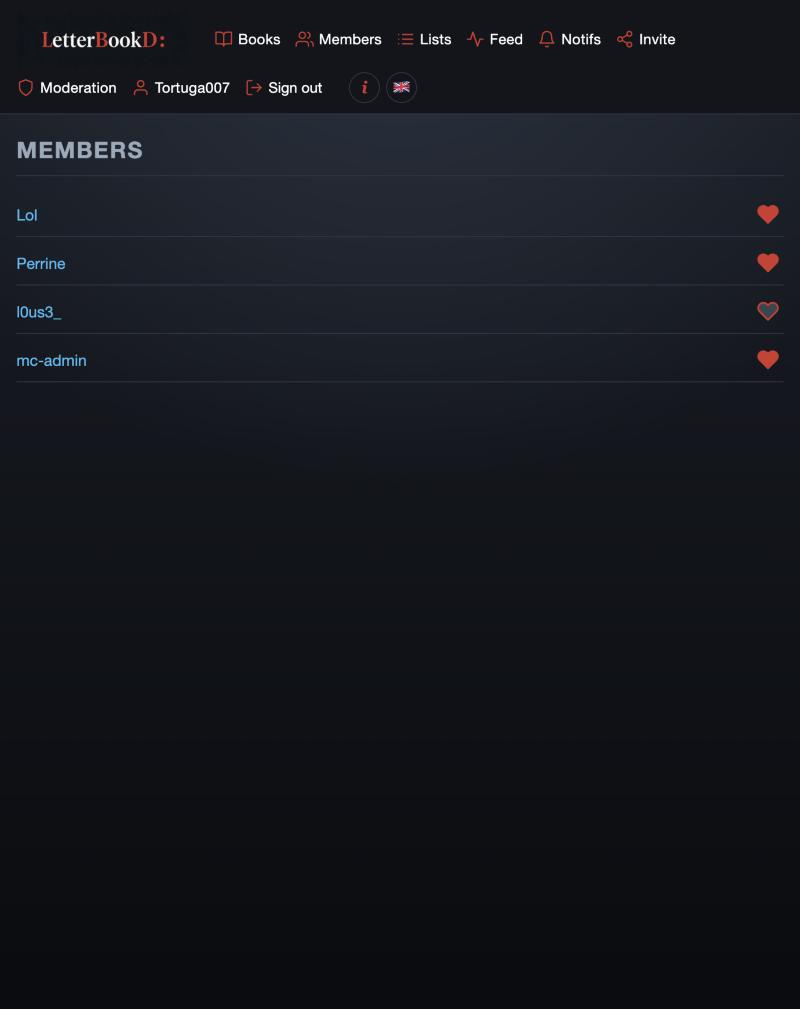 LetterBookD: Books Members Lists Feed Notifs Invite
Moderation Tortuga007 Sign out i
MEMBERS
Lol
Perrine
l0us3_
mc-admin